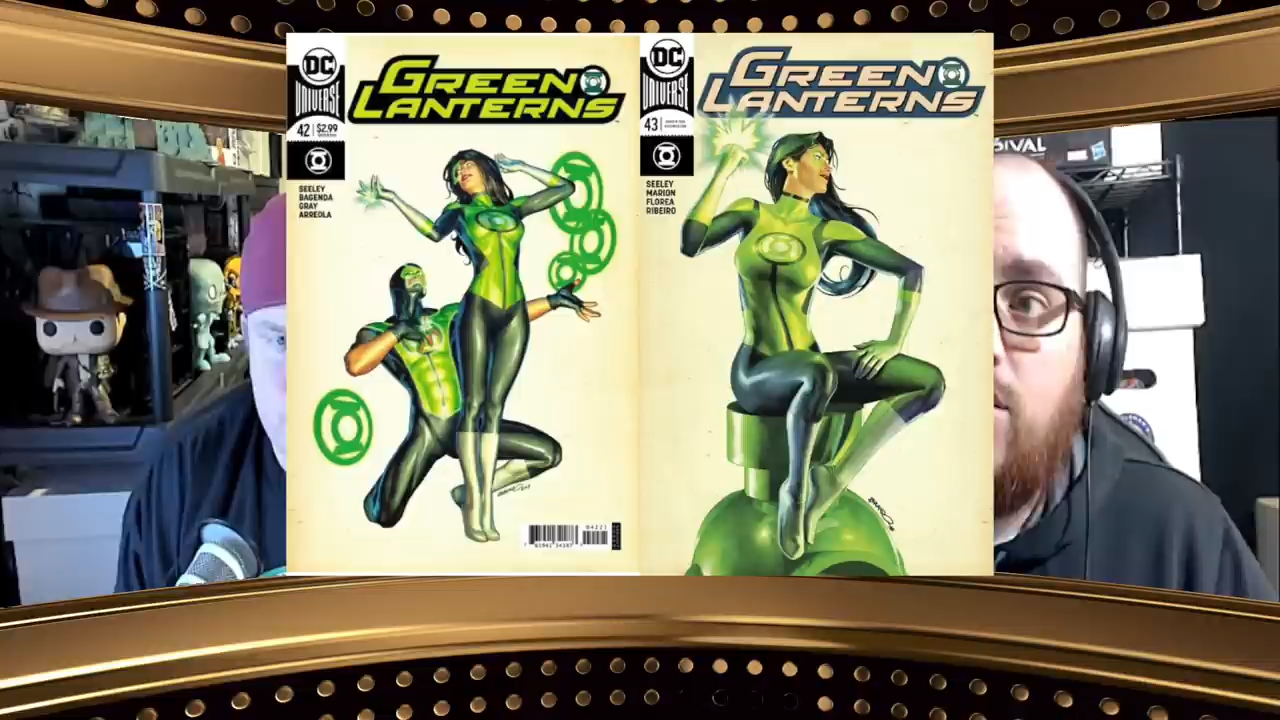 DC
UNIVERSE
42 | $2.99
GREEN
LANTERNS
SEELEY
BAGENDA
GRAY
ARREOLA
DC
UNIVERSE
43
GREEN
LANTERNS
SEELEY
MARION
FLOREA
RIBEIRO